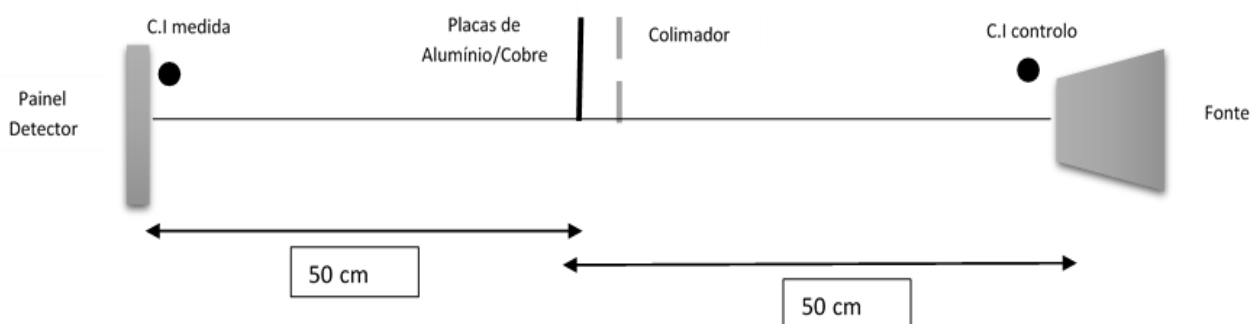 C.I medida
Placas de
Alumínio/Cobre
Colimador
C.I controlo
Painel
Detector
Fonte
50 cm
50 cm